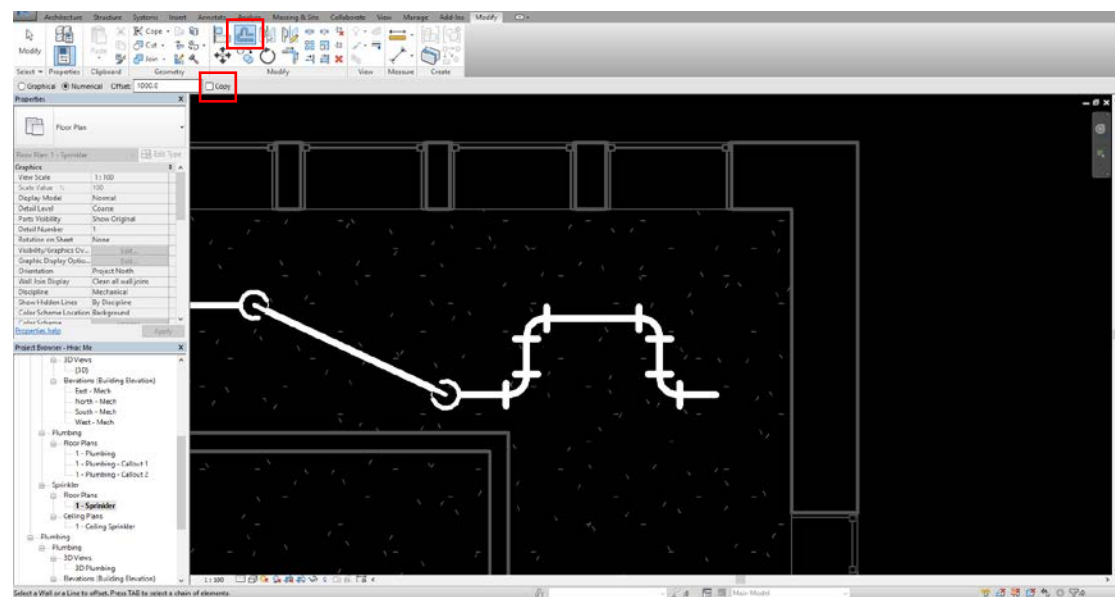 Architecture Structure Systems Insert Annotate Analyze Massing & Site Collaborate View Manage Add-Ins Modify
Modify Paste Cope Cut Join
Select Properties Clipboard Geometry Modify View Measure Create
Graphical Numerical Offset: 1000.0 Copy
Properties X
Floor Plan
Floor Plan: 1 - Sprinkler Edit Type
Graphics
View Scale 1 : 100
Scale Value 1: 100
Display Model Normal
Detail Level Coarse
Parts Visibility Show Original
Detail Number 1
Rotation on Sheet None
Visibility/Graphics Ov... Edit...
Graphic Display Optio... Edit...
Orientation Project North
Wall Join Display Clean all wall joins
Discipline Mechanical
Show Hidden Lines By Discipline
Color Scheme Location Background
Color Scheme
Properties help Apply
Project Browser - Hvac Me X
3D Views
{3D}
Elevations (Building Elevation)
East - Mech
North - Mech
South - Mech
West - Mech
Plumbing
Floor Plans
1 - Plumbing
1 - Plumbing - Callout 1
1 - Plumbing - Callout 2
Sprinkler
Floor Plans
1 - Sprinkler
Ceiling Plans
1 - Ceiling Sprinkler
Plumbing
Plumbing
3D Views
3D Plumbing
Elevations (Building Elevation)
1 : 100
Select a Wall or a Line to offset. Press TAB to select a chain of elements. Main Model :0